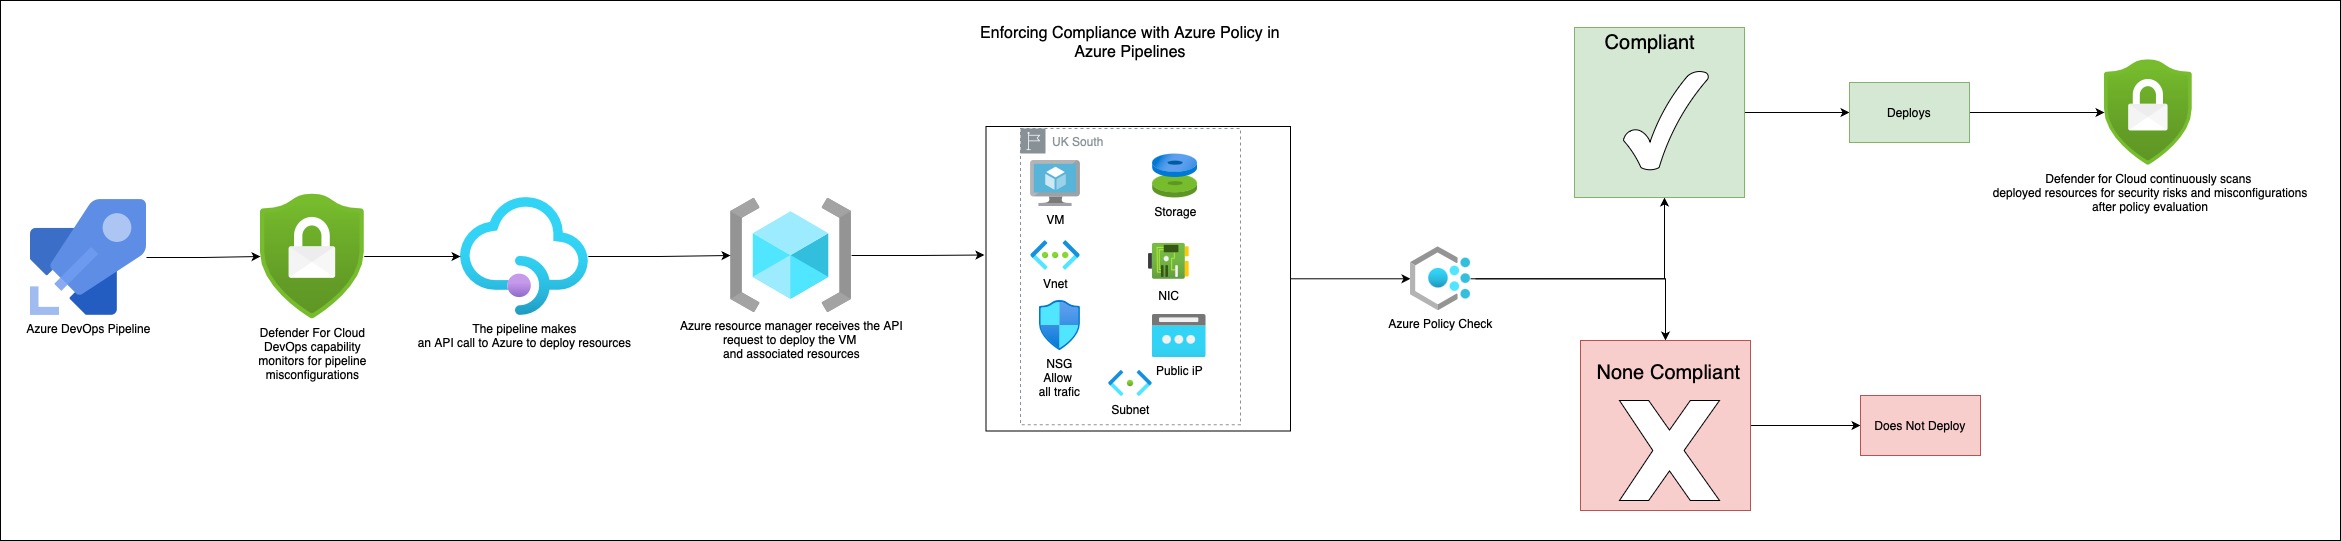 Enforcing Compliance with Azure Policy in
Azure Pipelines
Azure DevOps Pipeline
Defender For Cloud
DevOps capability
monitors for pipeline
misconfigurations
The pipeline makes
an API call to Azure to deploy resources
Azure resource manager receives the API
request to deploy the VM
and associated resources
UK South
VM
Storage
Vnet
NIC
NSG
Allow
all trafic
Public iP
Subnet
Azure Policy Check
Compliant
Deploys
Defender for Cloud continuously scans
deployed resources for security risks and misconfigurations
after policy evaluation
None Compliant
X
Does Not Deploy